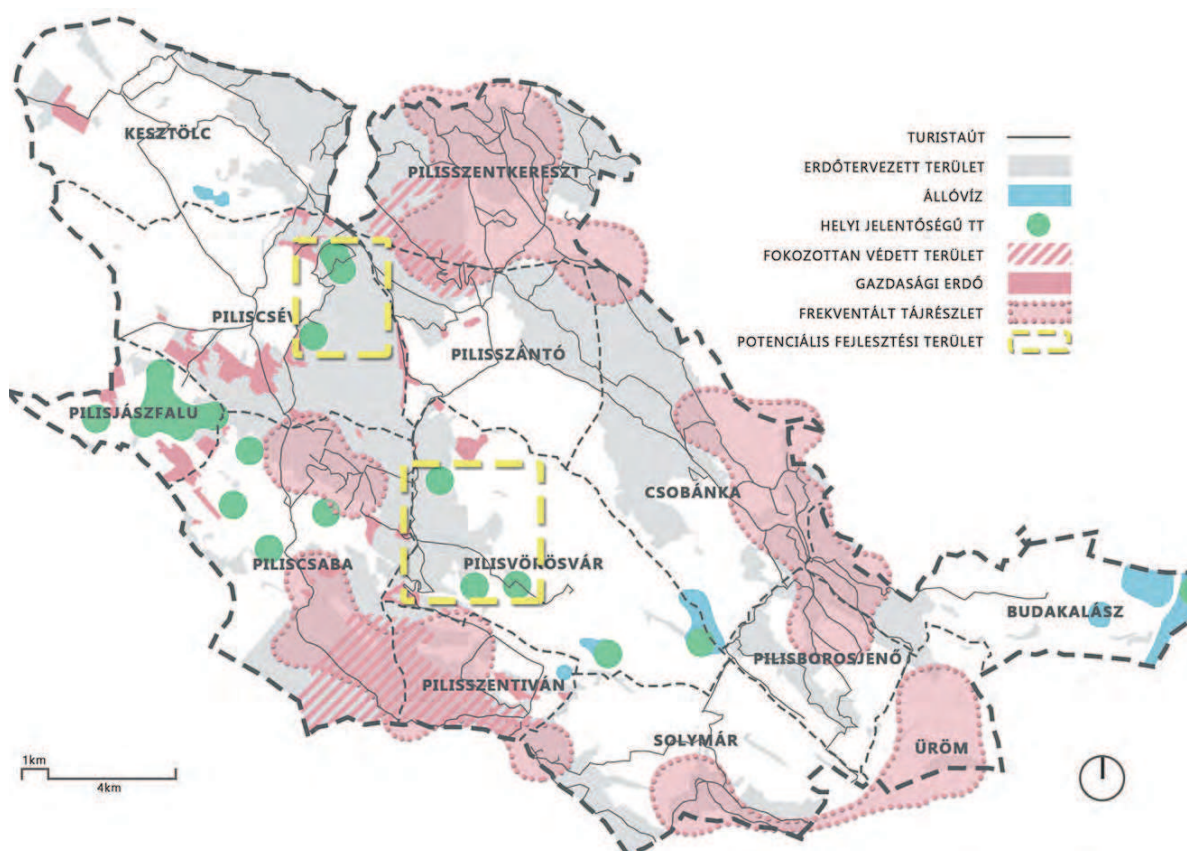 KESZTÖLC
PILISSZENTKERESZT
PILISCSÉV
PILISSZÁNTÓ
PILISJÁSZFALU
CSOBÁNKA
PILISCSABA
PILISVÖRÖSVÁR
BUDAKALÁSZ
PILISBOROSJENŐ
PILISSZENTIVÁN
SOLYMÁR
ÜRÖM
TURISTAÚT
ERDŐTERVEZETT TERÜLET
ÁLLÓVÍZ
HELYI JELENTŐSÉGŰ TT
FOKOZOTTAN VÉDETT TERÜLET
GAZDASÁGI ERDŐ
FREKVENTÁLT TÁJRÉSZLET
POTENCIÁLIS FEJLESZTÉSI TERÜLET
1km
4km